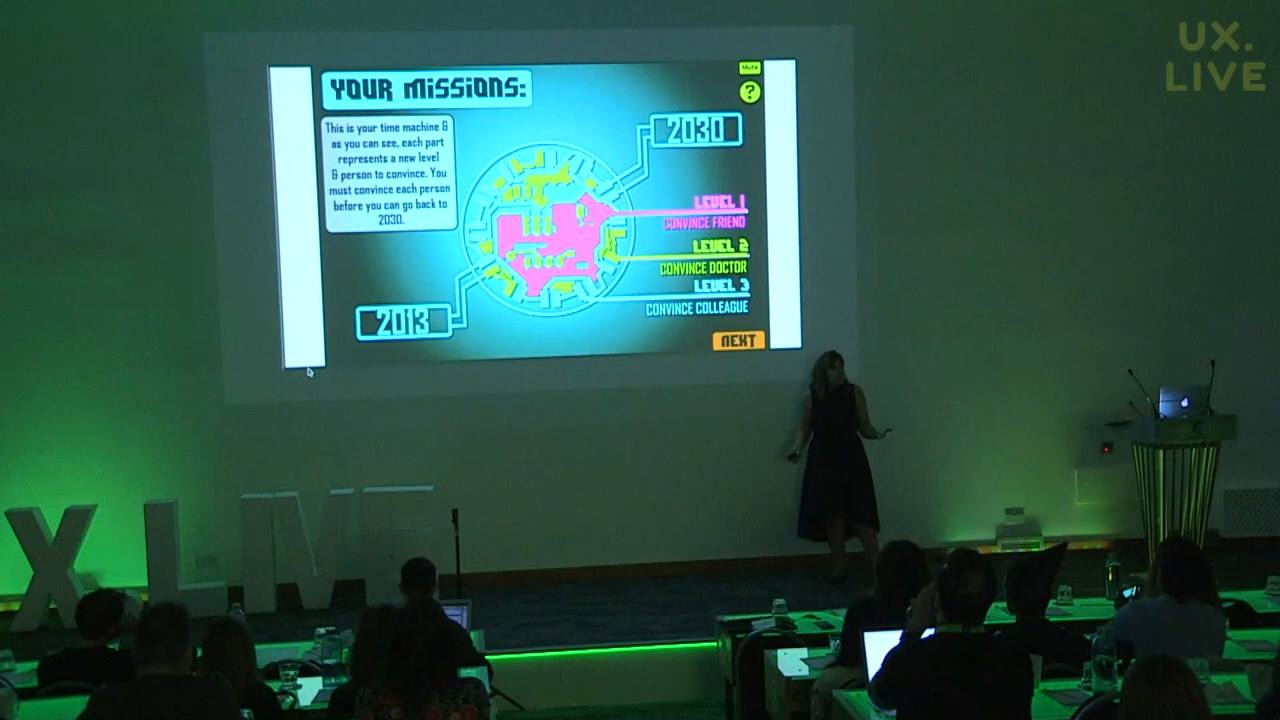 UX.
LIVE
YOUR MISSIONS:
Mute
?
This is your time machine &
as you can see, each part
represents a new level
& person to convince. You
must convince each person
before you can go back to
2030.
2030
LEVEL 1
CONVINCE FRIEND
LEVEL 2
CONVINCE DOCTOR
LEVEL 3
CONVINCE COLLEAGUE
2013
NEXT
X LIVE